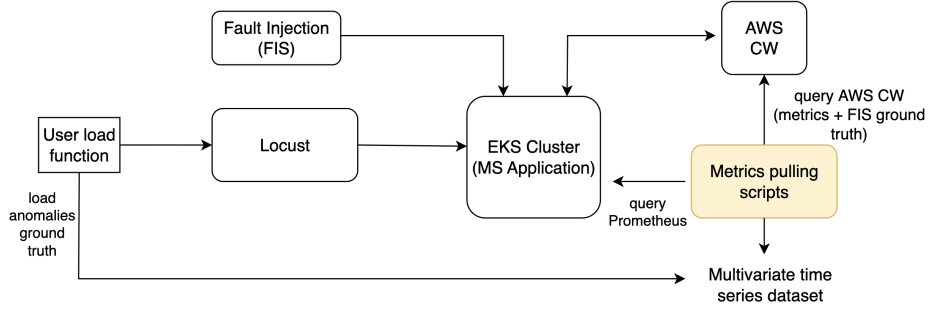 Fault Injection
(FIS)
AWS
CW
User load
function
Locust
EKS Cluster
(MS Application)
query AWS CW
(metrics + FIS ground
truth)
Metrics pulling
scripts
query
Prometheus
load
anomalies
ground
truth
Multivariate time
series dataset